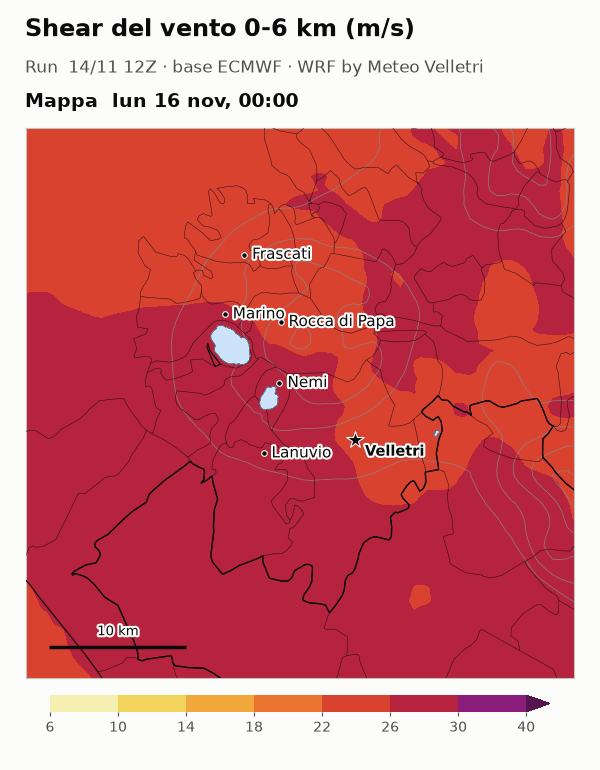 Shear del vento 0-6 km (m/s)
Run  14/11 12Z · base ECMWF · WRF by Meteo Velletri
Mappa  lun 16 nov, 00:00
Frascati
Marino
Rocca di Papa
Nemi
Velletri
Lanuvio
10 km
6 10 14 18 22 26 30 40